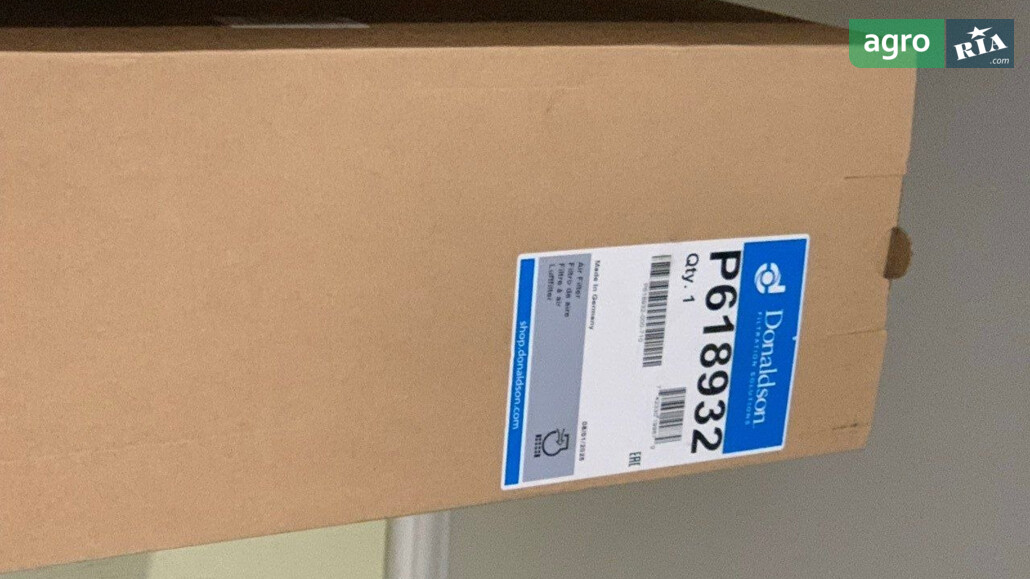 agro
RIA
.com
Donaldson
FILTRATION SOLUTIONS
P618932
Qty. 1
Made in Germany
Air Filter
Filtro de aire
Filtre à air
Luftfilter
EAC
shop.donaldson.com